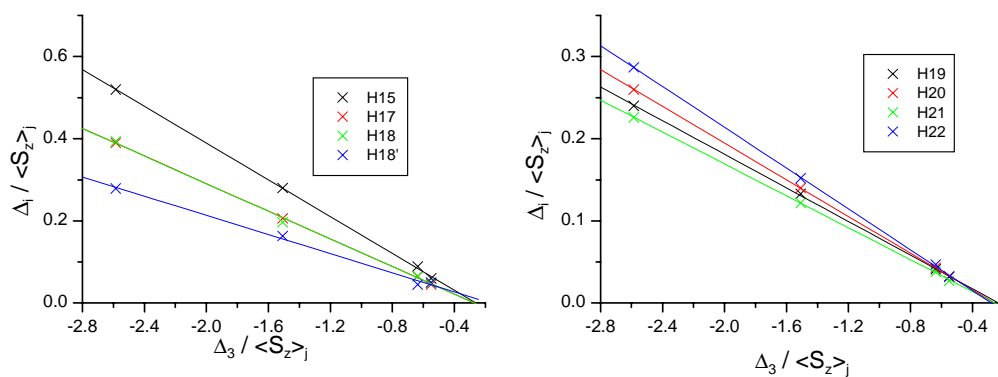 0.6
0.4
0.2
0.0
Δi / <Sz>j
-2.8 -2.4 -2.0 -1.6 -1.2 -0.8 -0.4
Δ3 / <Sz>j
H15
H17
H18
H18'
0.3
0.2
0.1
0.0
Δi / <Sz>j
-2.8 -2.4 -2.0 -1.6 -1.2 -0.8 -0.4
Δ3 / <Sz>j
H19
H20
H21
H22